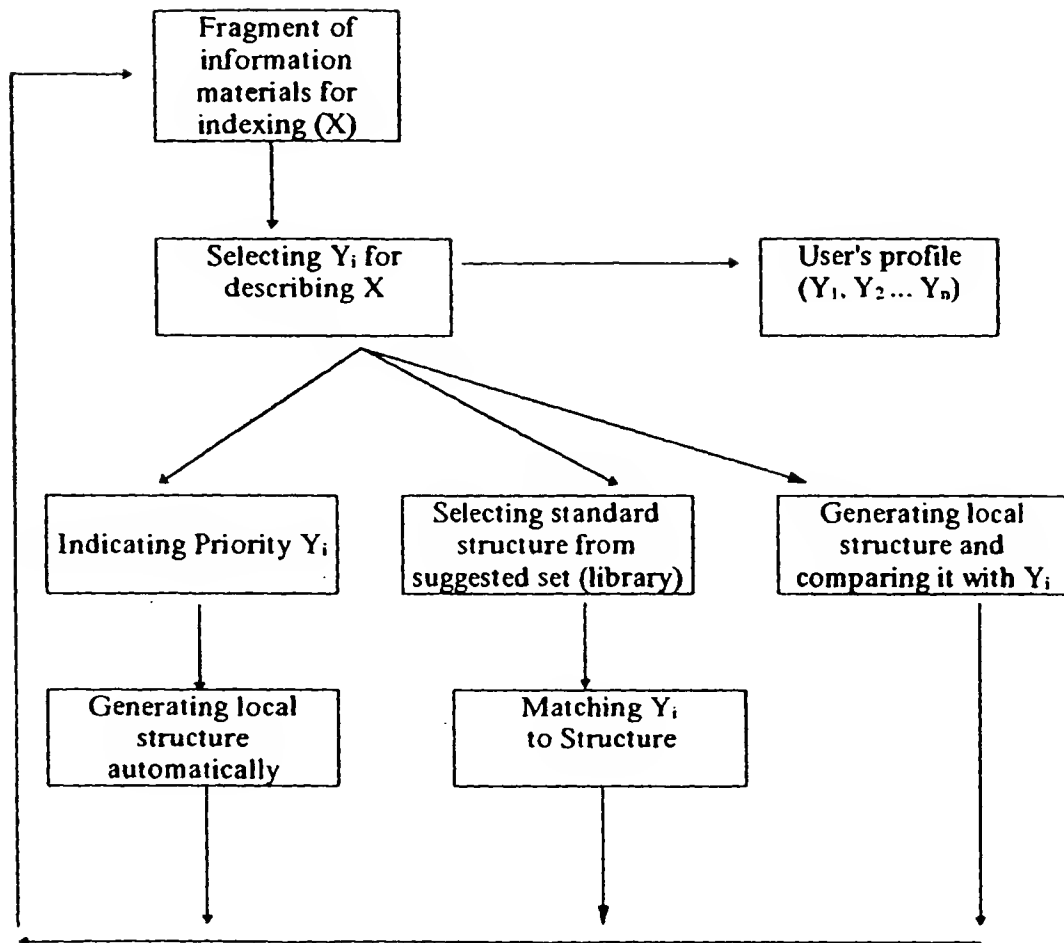 Fragment of
information
materials for
indexing (X)
Selecting Yᵢ for
describing X
User's profile
(Y₁, Y₂ ... Yₙ)
Indicating Priority Yᵢ
Selecting standard
structure from
suggested set (library)
Generating local
structure and
comparing it with Yᵢ
Generating local
structure
automatically
Matching Yᵢ
to Structure